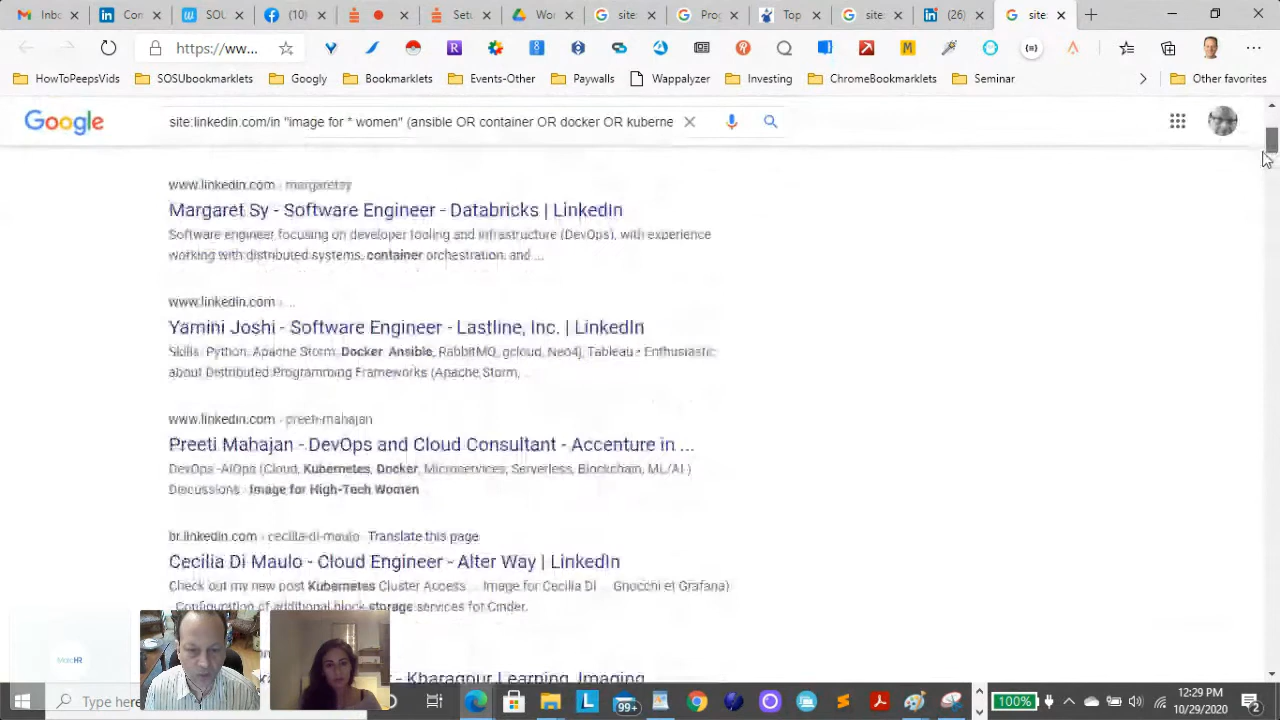 Inbo
Con
SOU
(10)
Setu
Wor
site:
Prog
Top
site:
(26)
site:
https://ww...
HowToPeepsVids
SOSUbookmarklets
Googly
Bookmarklets
Events-Other
Paywalls
Wappalyzer
Investing
ChromeBookmarklets
Seminar
Other favorites
Google
site:linkedin.com/in "image for * women" (ansible OR container OR docker OR kuberne
www.linkedin.com
Margaret Sy - Software Engineer - Databricks | LinkedIn
Software engineer focusing on developer tooling and infrastructure (DevOps), with experience
working with distributed systems, container orchestration, and ...
www.linkedin.com ...
Yamini Joshi - Software Engineer - Lastline, Inc. | LinkedIn
Skills Python, Apache Storm Docker Ansible, RabbitMQ, gcloud, Neo4j, Tableau - Enthusiastic
about Distributed Programming Frameworks (Apache Storm,
www.linkedin.com preeti-mahajan
Preeti Mahajan - DevOps and Cloud Consultant - Accenture in ...
DevOps -AIOps (Cloud, Kubernetes, Docker, Microservices, Serverless, Blockchain, ML/AI )
Discussions Image for High-Tech Women
br.linkedin.com cecilia-di-maulo Translate this page
Cecilia Di Maulo - Cloud Engineer - Alter Way | LinkedIn
Check out my new post Kubernetes Cluster Access Image for Cecilia Di Gnocchi et Grafana)
Configuration of additional block storage services for Cinder.
- Kharagpur Learning, Imaging
MatcHR
Type here
99+
100%
12:29 PM
10/29/2020
2